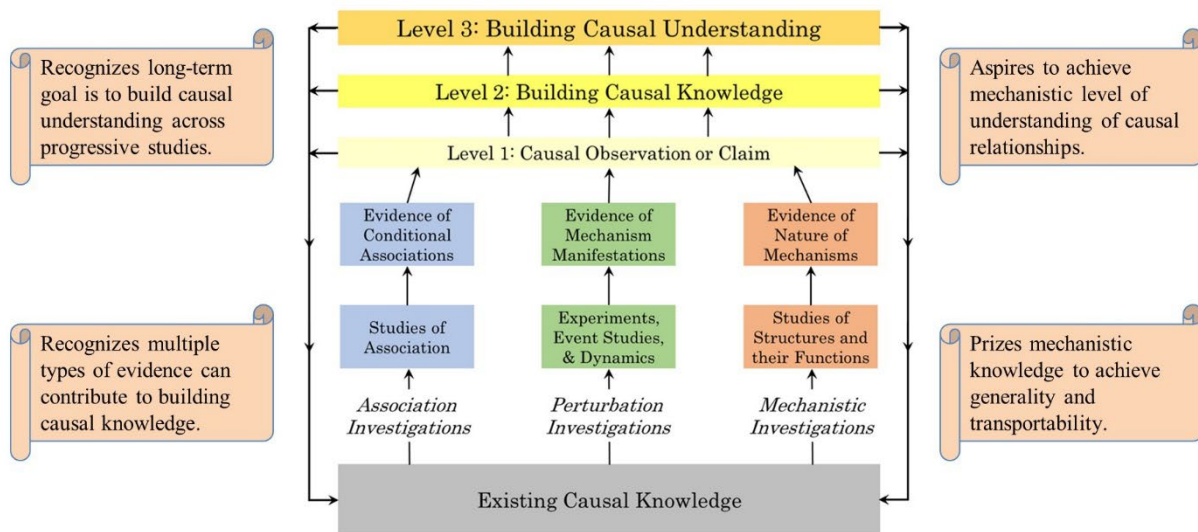 Level 3: Building Causal Understanding
Level 2: Building Causal Knowledge
Level 1: Causal Observation or Claim
Recognizes long-term
goal is to build causal
understanding across
progressive studies.
Aspires to achieve
mechanistic level of
understanding of causal
relationships.
Evidence of
Conditional
Associations
Evidence of
Mechanism
Manifestations
Evidence of
Nature of
Mechanisms
Studies of
Association
Experiments,
Event Studies,
& Dynamics
Studies of
Structures and
their Functions
Recognizes multiple
types of evidence can
contribute to building
causal knowledge.
Prizes mechanistic
knowledge to achieve
generality and
transportability.
Association
Investigations
Perturbation
Investigations
Mechanistic
Investigations
Existing Causal Knowledge